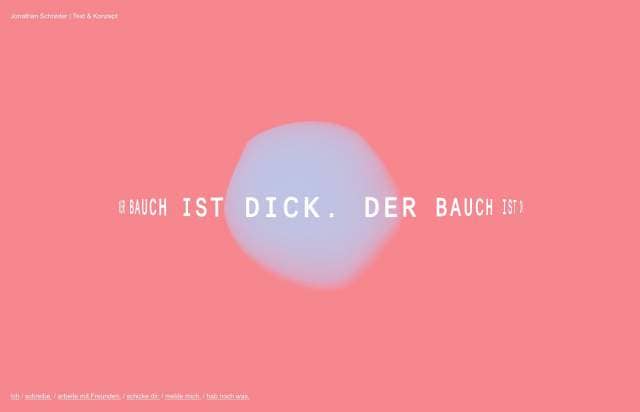 Jonathan Schreiter | Text & Konzept
ER BAUCH IST DICK. DER BAUCH IST D
Ich / schreibe. / arbeite mit Freunden. / schicke dir. / melde mich. / hab noch was.